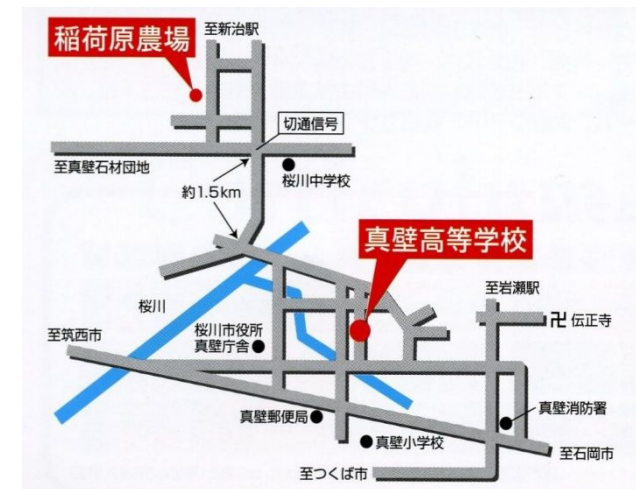 至新治駅
稲荷原農場
切通信号
至真壁石材団地
桜川中学校
約1.5km
真壁高等学校
至岩瀬駅
桜川
卍 伝正寺
桜川市役所
真壁庁舎
至筑西市
真壁郵便局
真壁消防署
真壁小学校
至石岡市
至つくば市